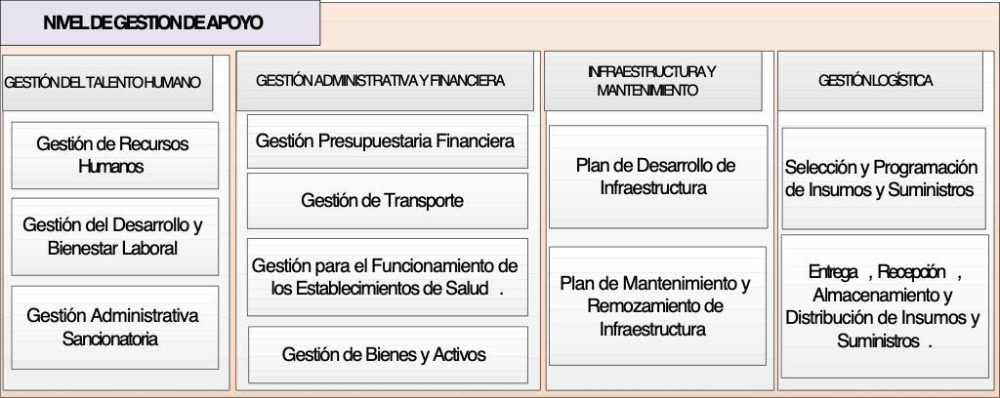 NIVEL DE GESTION DE APOYO
GESTIÓN DEL TALENTO HUMANO
Gestión de Recursos
Humanos
Gestión del Desarrollo y
Bienestar Laboral
Gestión Administrativa
Sancionatoria
GESTIÓN ADMINISTRATIVA Y FINANCIERA
Gestión Presupuestaria Financiera
Gestión de Transporte
Gestión para el Funcionamiento de
los Establecimientos de Salud .
Gestión de Bienes y Activos
INFRAESTRUCTURA Y
MANTENIMIENTO
Plan de Desarrollo de
Infraestructura
Plan de Mantenimiento y
Remozamiento de
Infraestructura
GESTIÓN LOGÍSTICA
Selección y Programación
de Insumos y Suministros
Entrega , Recepción ,
Almacenamiento y
Distribución de Insumos y
Suministros .